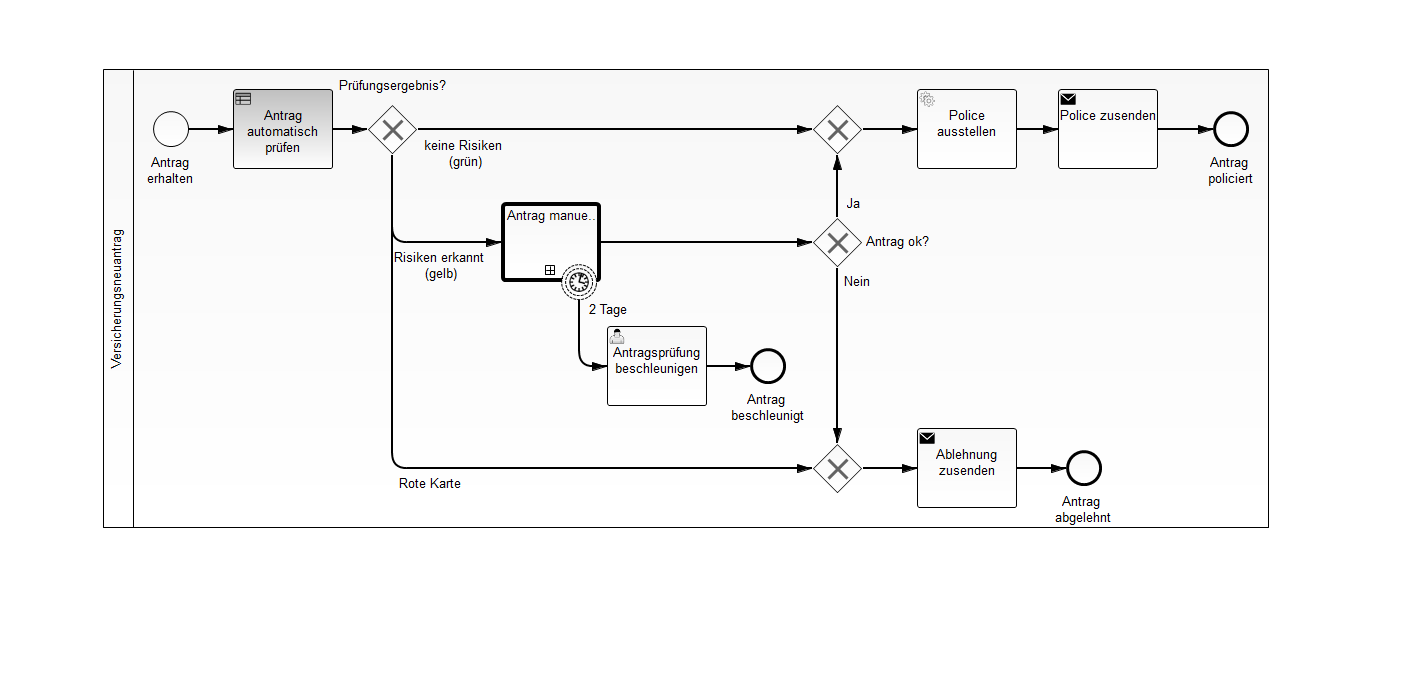 Prüfungsergebnis?
Antrag
automatisch
prüfen
Antrag
erhalten
keine Risiken
(grün)
Police
ausstellen
Police zusenden
Antrag
policiert
Versicherungsneuantrag
Antrag manue..
Ja
Antrag ok?
Risiken erkannt
(gelb)
Nein
2 Tage
Antragsprüfung
beschleunigen
Antrag
beschleunigt
Rote Karte
Ablehnung
zusenden
Antrag
abgelehnt